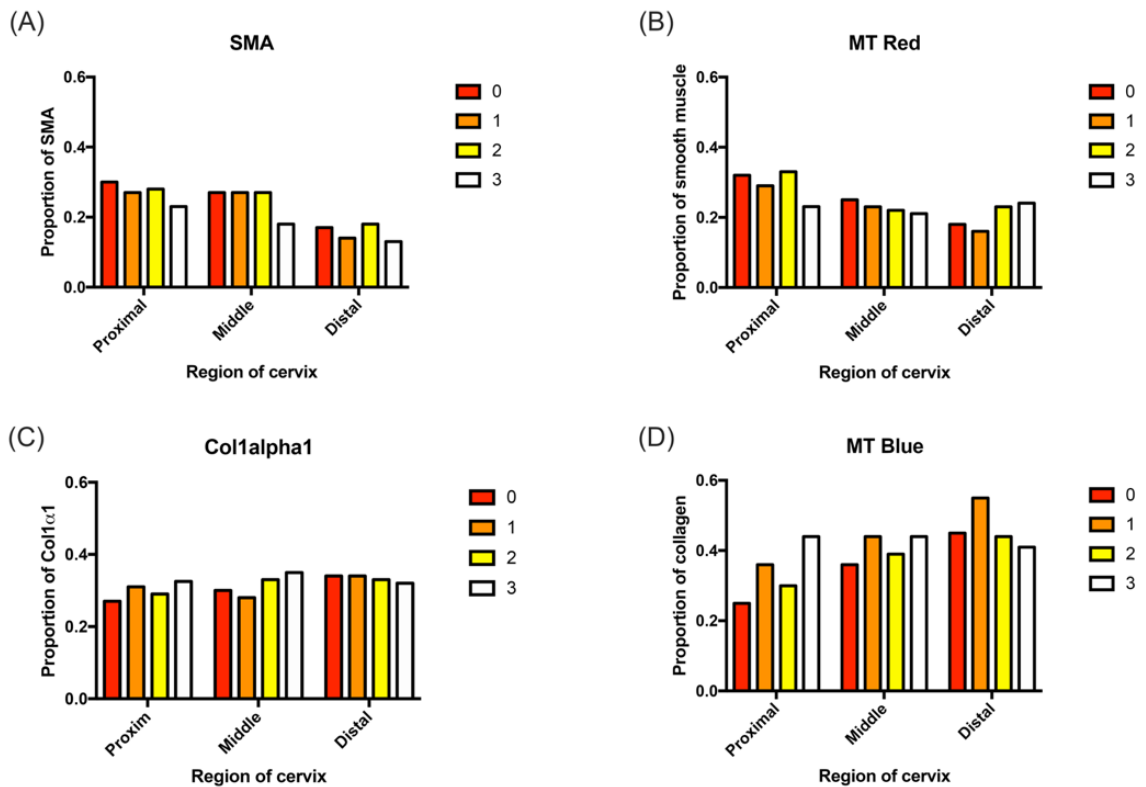 (A)
SMA
Proportion of SMA
0.6
0.4
0.2
0.0
Proximal
Middle
Distal
Region of cervix
0
1
2
3
(B)
MT Red
Proportion of smooth muscle
0.6
0.4
0.2
0.0
Proximal
Middle
Distal
Region of cervix
0
1
2
3
(C)
Col1alpha1
Proportion of Col1α1
0.6
0.4
0.2
0.0
Proxim
Middle
Distal
Region of cervix
0
1
2
3
(D)
MT Blue
Proportion of collagen
0.6
0.4
0.2
0.0
Proximal
Middle
Distal
Region of cervix
0
1
2
3